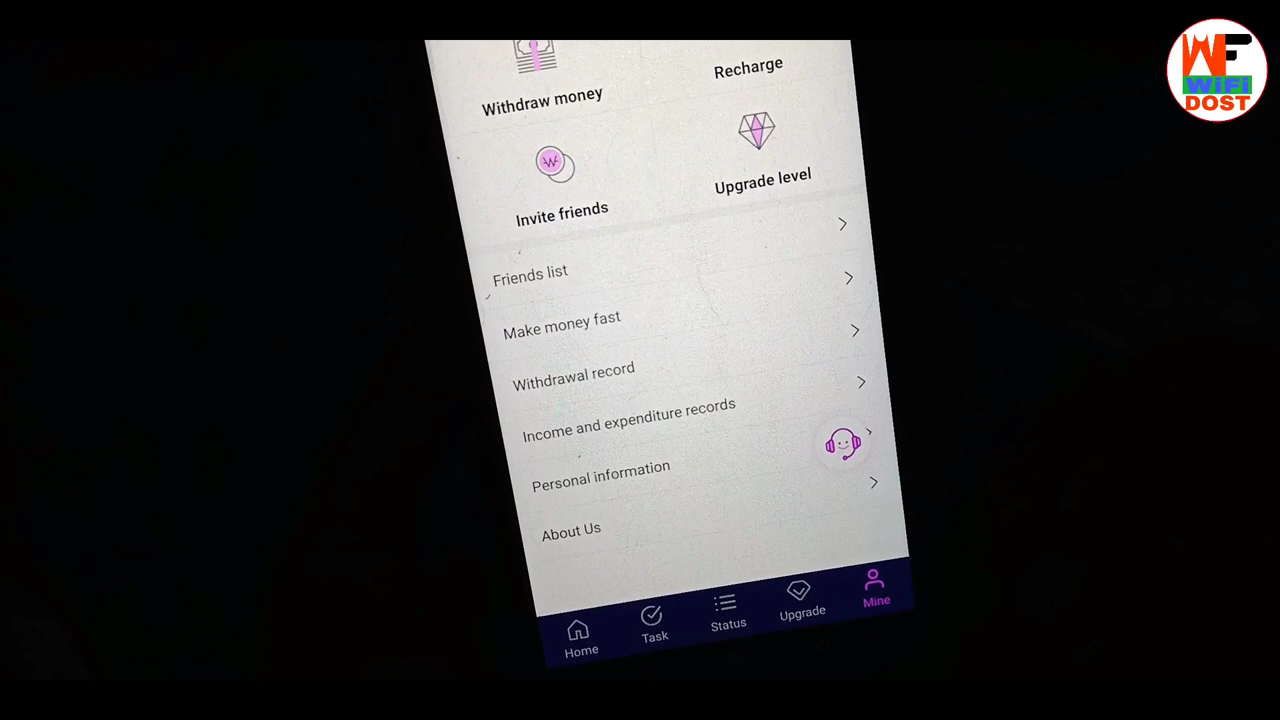 WF
WiFi
DOST
Withdraw money
Recharge
Invite friends
Upgrade level
Friends list
Make money fast
Withdrawal record
Income and expenditure records
Personal information
About Us
Home
Task
Status
Upgrade
Mine